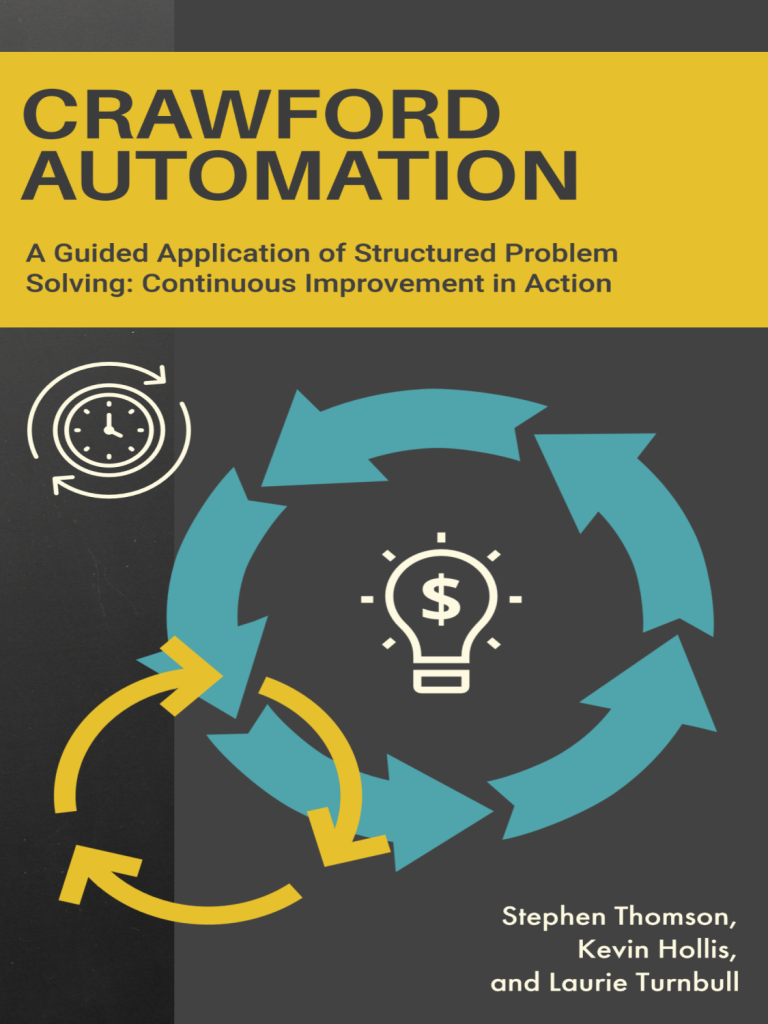 CRAWFORD
AUTOMATION
A Guided Application of Structured Problem
Solving: Continuous Improvement in Action
$
Stephen Thomson,
Kevin Hollis,
and Laurie Turnbull